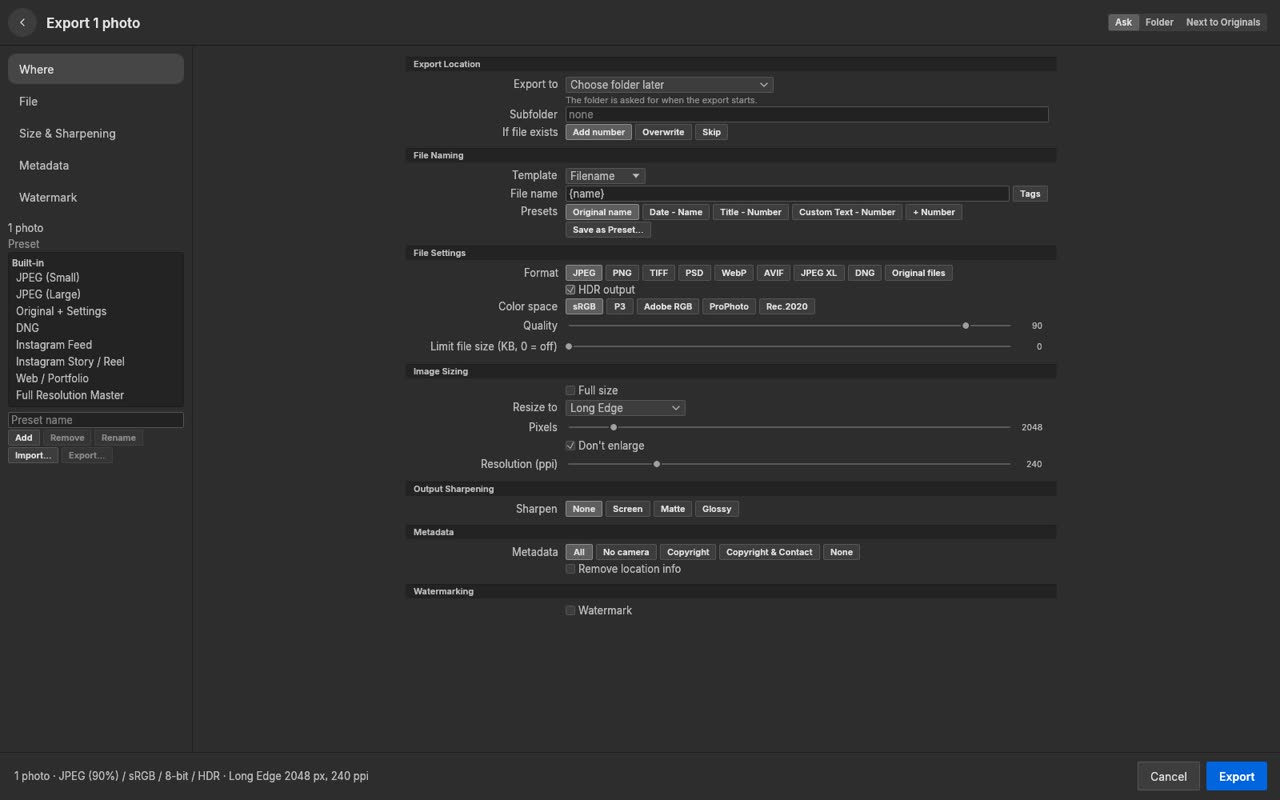 Export 1 photo
Ask Folder Next to Originals
Where
File
Size & Sharpening
Metadata
Watermark
1 photo
Preset
Built-in
JPEG (Small)
JPEG (Large)
Original + Settings
DNG
Instagram Feed
Instagram Story / Reel
Web / Portfolio
Full Resolution Master
Preset name
Add Remove Rename
Import... Export...
Export Location
Export to Choose folder later
The folder is asked for when the export starts.
Subfolder none
If file exists Add number Overwrite Skip
File Naming
Template Filename
File name {name} Tags
Presets Original name Date - Name Title - Number Custom Text - Number + Number
Save as Preset...
File Settings
Format JPEG PNG TIFF PSD WebP AVIF JPEG XL DNG Original files
HDR output
Color space sRGB P3 Adobe RGB ProPhoto Rec.2020
Quality 90
Limit file size (KB, 0 = off) 0
Image Sizing
Full size
Resize to Long Edge
Pixels 2048
Don't enlarge
Resolution (ppi) 240
Output Sharpening
Sharpen None Screen Matte Glossy
Metadata
Metadata All No camera Copyright Copyright & Contact None
Remove location info
Watermarking
Watermark
1 photo · JPEG (90%) / sRGB / 8-bit / HDR · Long Edge 2048 px, 240 ppi
Cancel Export